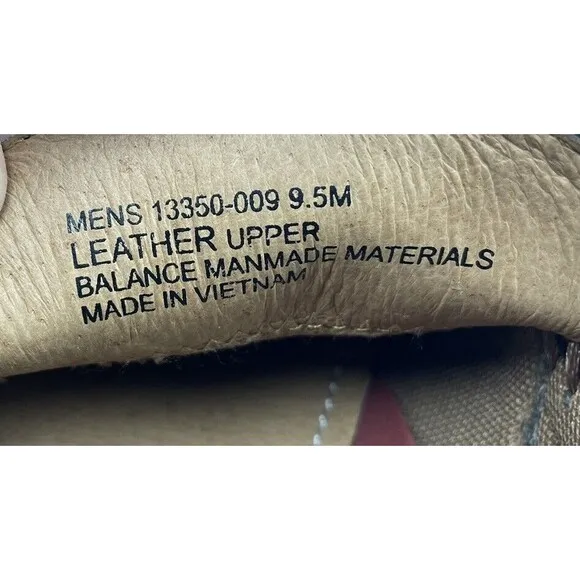 MENS 13350-009 9.5M
LEATHER UPPER
BALANCE MANMADE MATERIALS
MADE IN VIETNAM